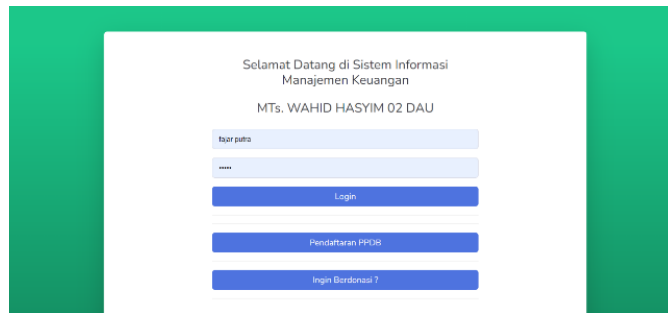 Selamat Datang di Sistem Informasi
Manajemen Keuangan
MTs. WAHID HASYIM 02 DAU
fajar putra
•••••
Login
Pendaftaran PPDB
Ingin Berdonasi ?